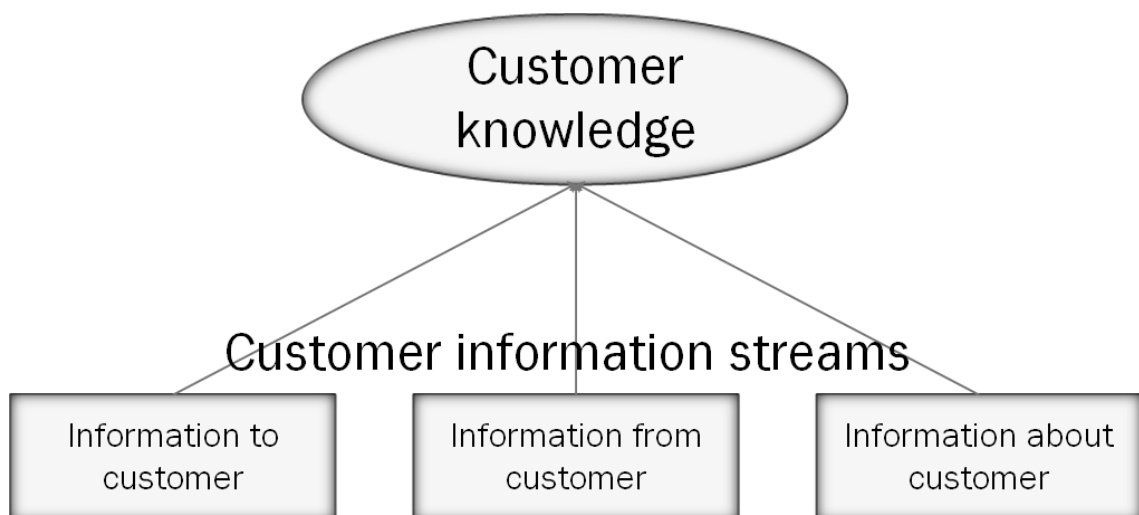 Customer
knowledge
Customer information streams
Information to
customer
Information from
customer
Information about
customer